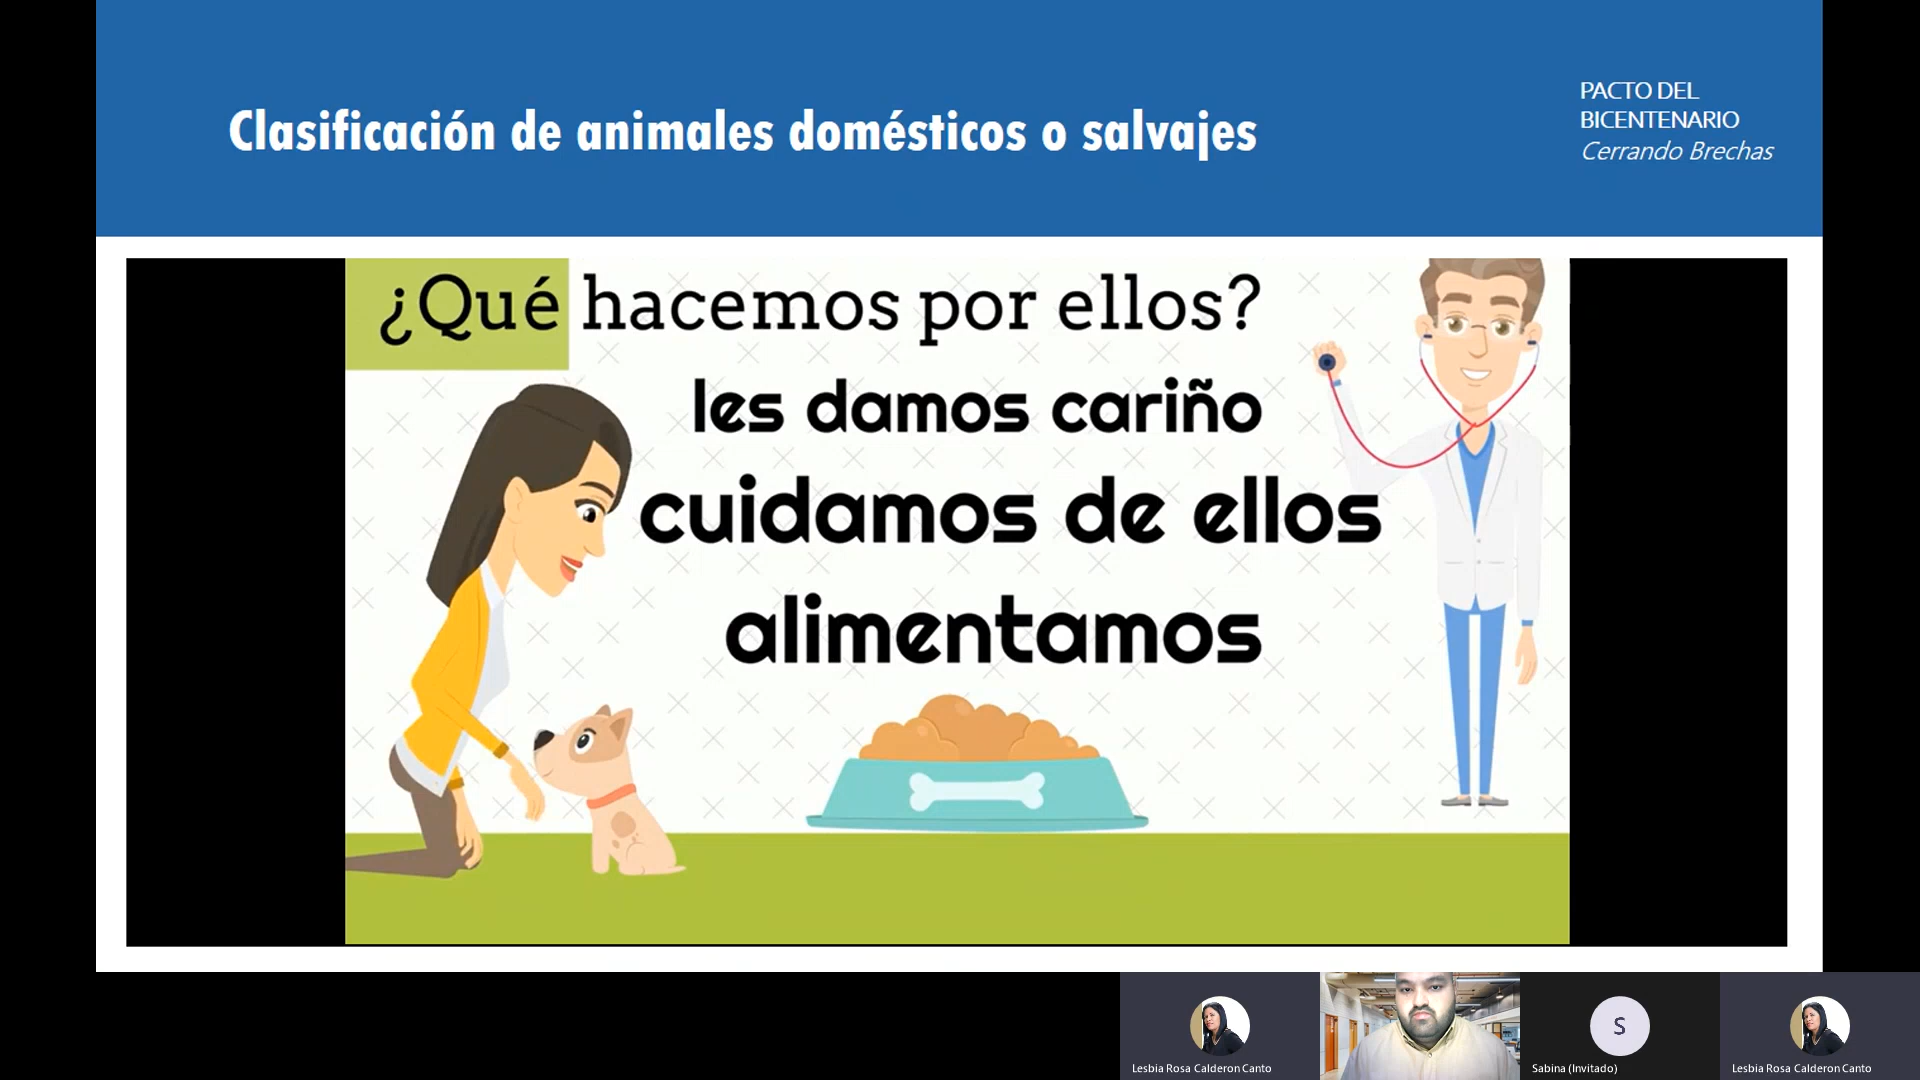 Clasificación de animales domésticos o salvajes
PACTO DEL
BICENTENARIO
Cerrando Brechas
¿Qué hacemos por ellos?
les damos cariño
cuidamos de ellos
alimentamos
Lesbia Rosa Calderon Canto
S
Sabina (Invitado)
Lesbia Rosa Calderon Canto